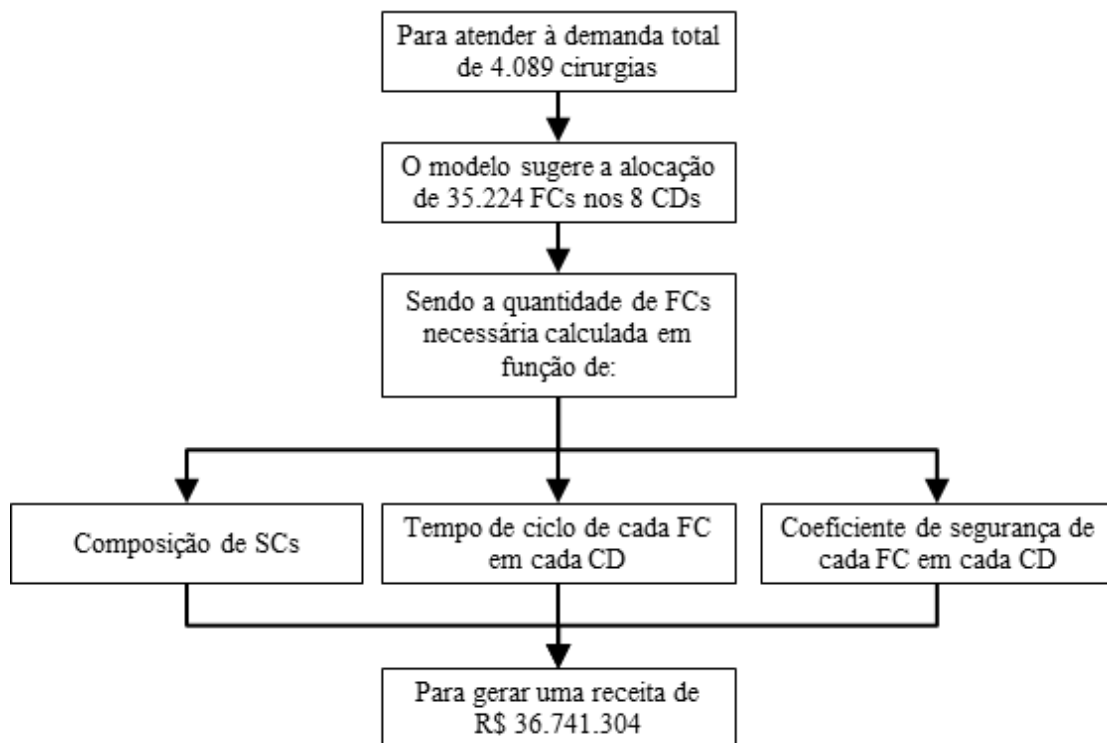 Para atender à demanda total
de 4.089 cirurgias
O modelo sugere a alocação
de 35.224 FCs nos 8 CDs
Sendo a quantidade de FCs
necessária calculada em
função de:
Composição de SCs
Tempo de ciclo de cada FC
em cada CD
Coeficiente de segurança de
cada FC em cada CD
Para gerar uma receita de
R$ 36.741.304